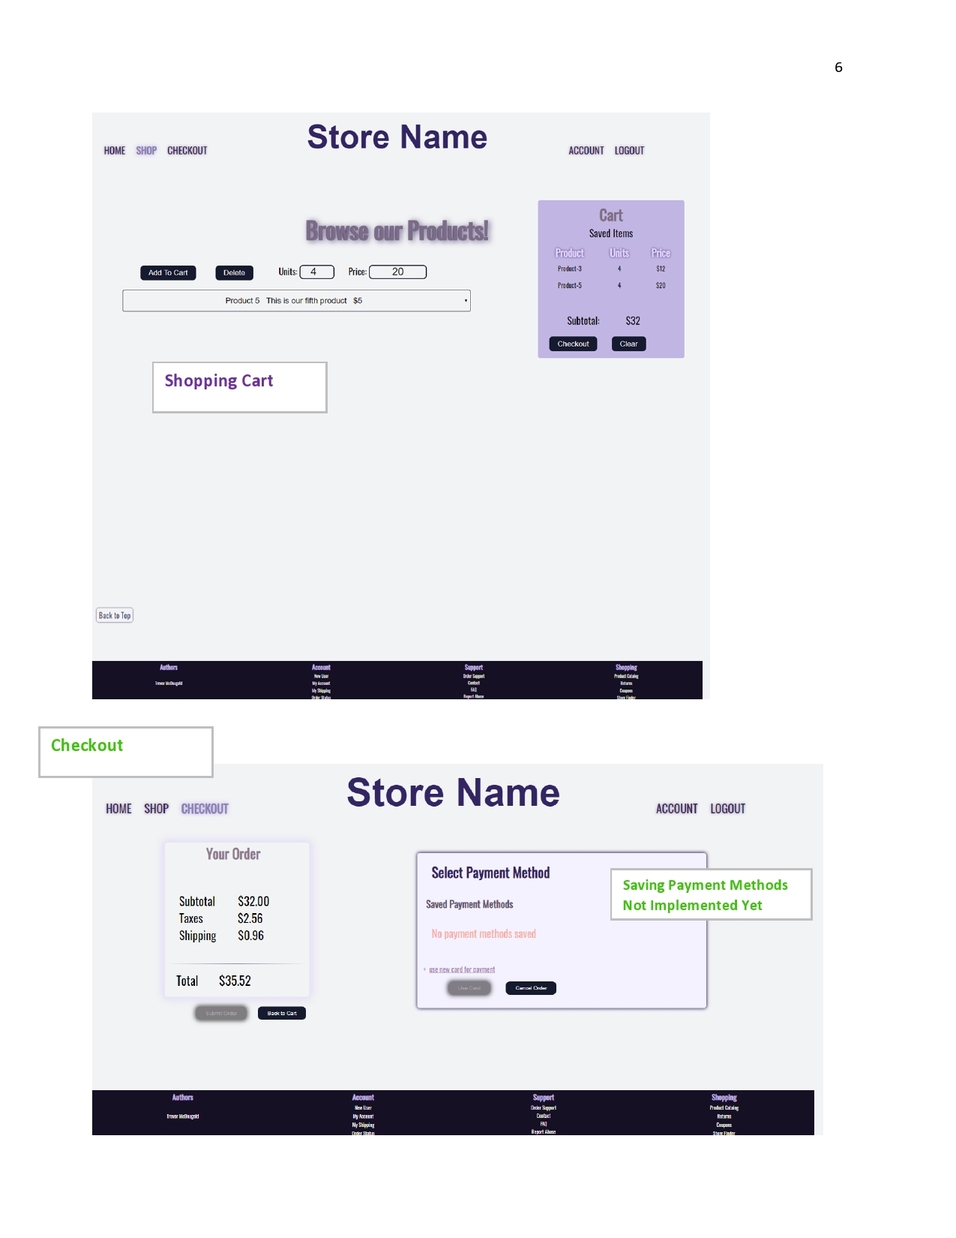 6
Store Name
HOME SHOP CHECKOUT ACCOUNT LOGOUT
Browse our Products!
Add To Cart Delete Units: 4 Price: 20
Product 5 This is our fifth product $5
Cart
Saved Items
Product Units Price
Product-3 4 $12
Product-5 4 $20
Subtotal: $32
Checkout Clear
Shopping Cart
Back to Top
Authors Account Support Shopping
New User Order Support Product Catalog
My Account Contact Returns
My Shipping FAQ Coupons
Order Status Report Abuse Store Finder
Checkout
Store Name
HOME SHOP CHECKOUT ACCOUNT LOGOUT
Your Order
Subtotal $32.00
Taxes $2.56
Shipping $0.96
Total $35.52
Submit Order Back to Cart
Select Payment Method
Saved Payment Methods
No payment methods saved
use new card for payment
Use Card Cancel Order
Saving Payment Methods
Not Implemented Yet
Authors Account Support Shopping
New User Order Support Product Catalog
My Account Contact Returns
My Shipping FAQ Coupons
Order Status Report Abuse Store Finder